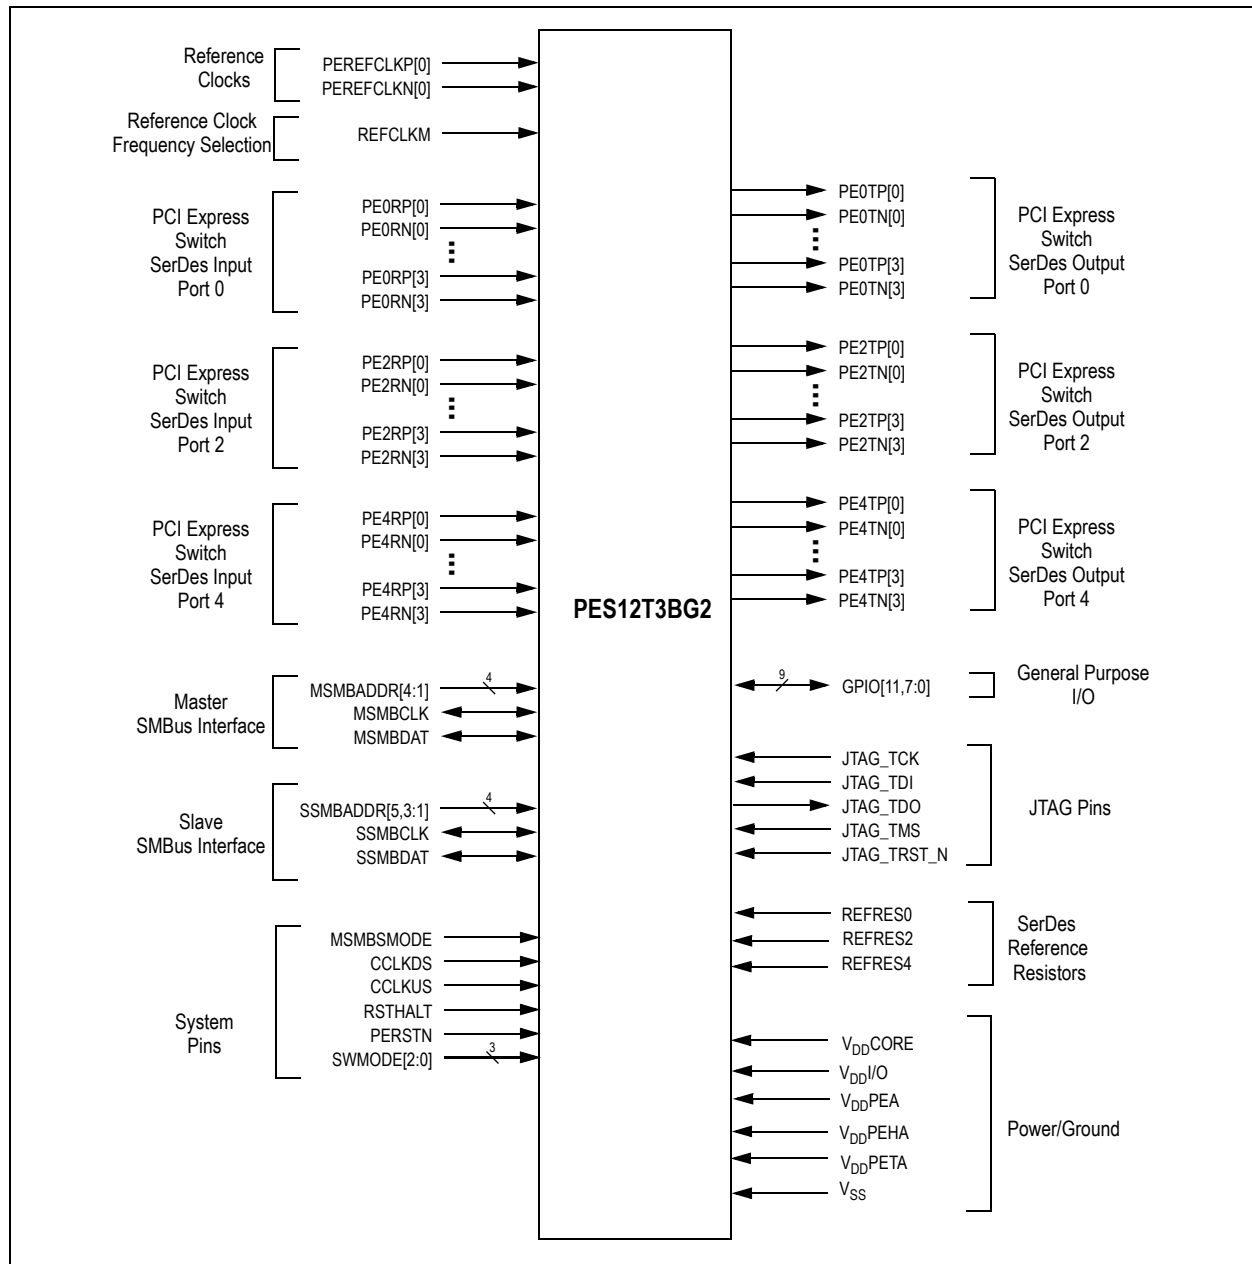 Reference
Clocks
PEREFCLKP[0]
PEREFCLKN[0]
Reference Clock
Frequency Selection
REFCLKM
PCI Express
Switch
SerDes Input
Port 0
PE0RP[0]
PE0RN[0]
PE0RP[3]
PE0RN[3]
PCI Express
Switch
SerDes Input
Port 2
PE2RP[0]
PE2RN[0]
PE2RP[3]
PE2RN[3]
PCI Express
Switch
SerDes Input
Port 4
PE4RP[0]
PE4RN[0]
PE4RP[3]
PE4RN[3]
Master
SMBus Interface
MSMBADDR[4:1]
4
MSMBCLK
MSMBDAT
Slave
SMBus Interface
SSMBADDR[5,3:1]
4
SSMBCLK
SSMBDAT
System
Pins
MSMBSMODE
CCLKDS
CCLKUS
RSTHALT
PERSTN
SWMODE[2:0]
3
PES12T3BG2
PE0TP[0]
PE0TN[0]
PE0TP[3]
PE0TN[3]
PCI Express
Switch
SerDes Output
Port 0
PE2TP[0]
PE2TN[0]
PE2TP[3]
PE2TN[3]
PCI Express
Switch
SerDes Output
Port 2
PE4TP[0]
PE4TN[0]
PE4TP[3]
PE4TN[3]
PCI Express
Switch
SerDes Output
Port 4
9
GPIO[11,7:0]
General Purpose
I/O
JTAG_TCK
JTAG_TDI
JTAG_TDO
JTAG_TMS
JTAG_TRST_N
JTAG Pins
REFRES0
REFRES2
REFRES4
SerDes
Reference
Resistors
VDDCORE
VDDI/O
VDDPEA
VDDPEHA
VDDPETA
VSS
Power/Ground